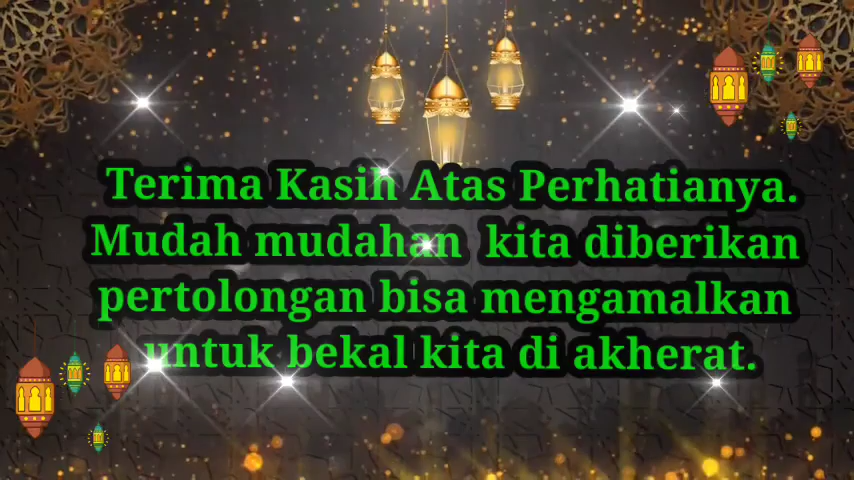 Terima Kasih Atas Perhatianya.
Mudah mudahan kita diberikan
pertolongan bisa mengamalkan
untuk bekal kita di akherat.